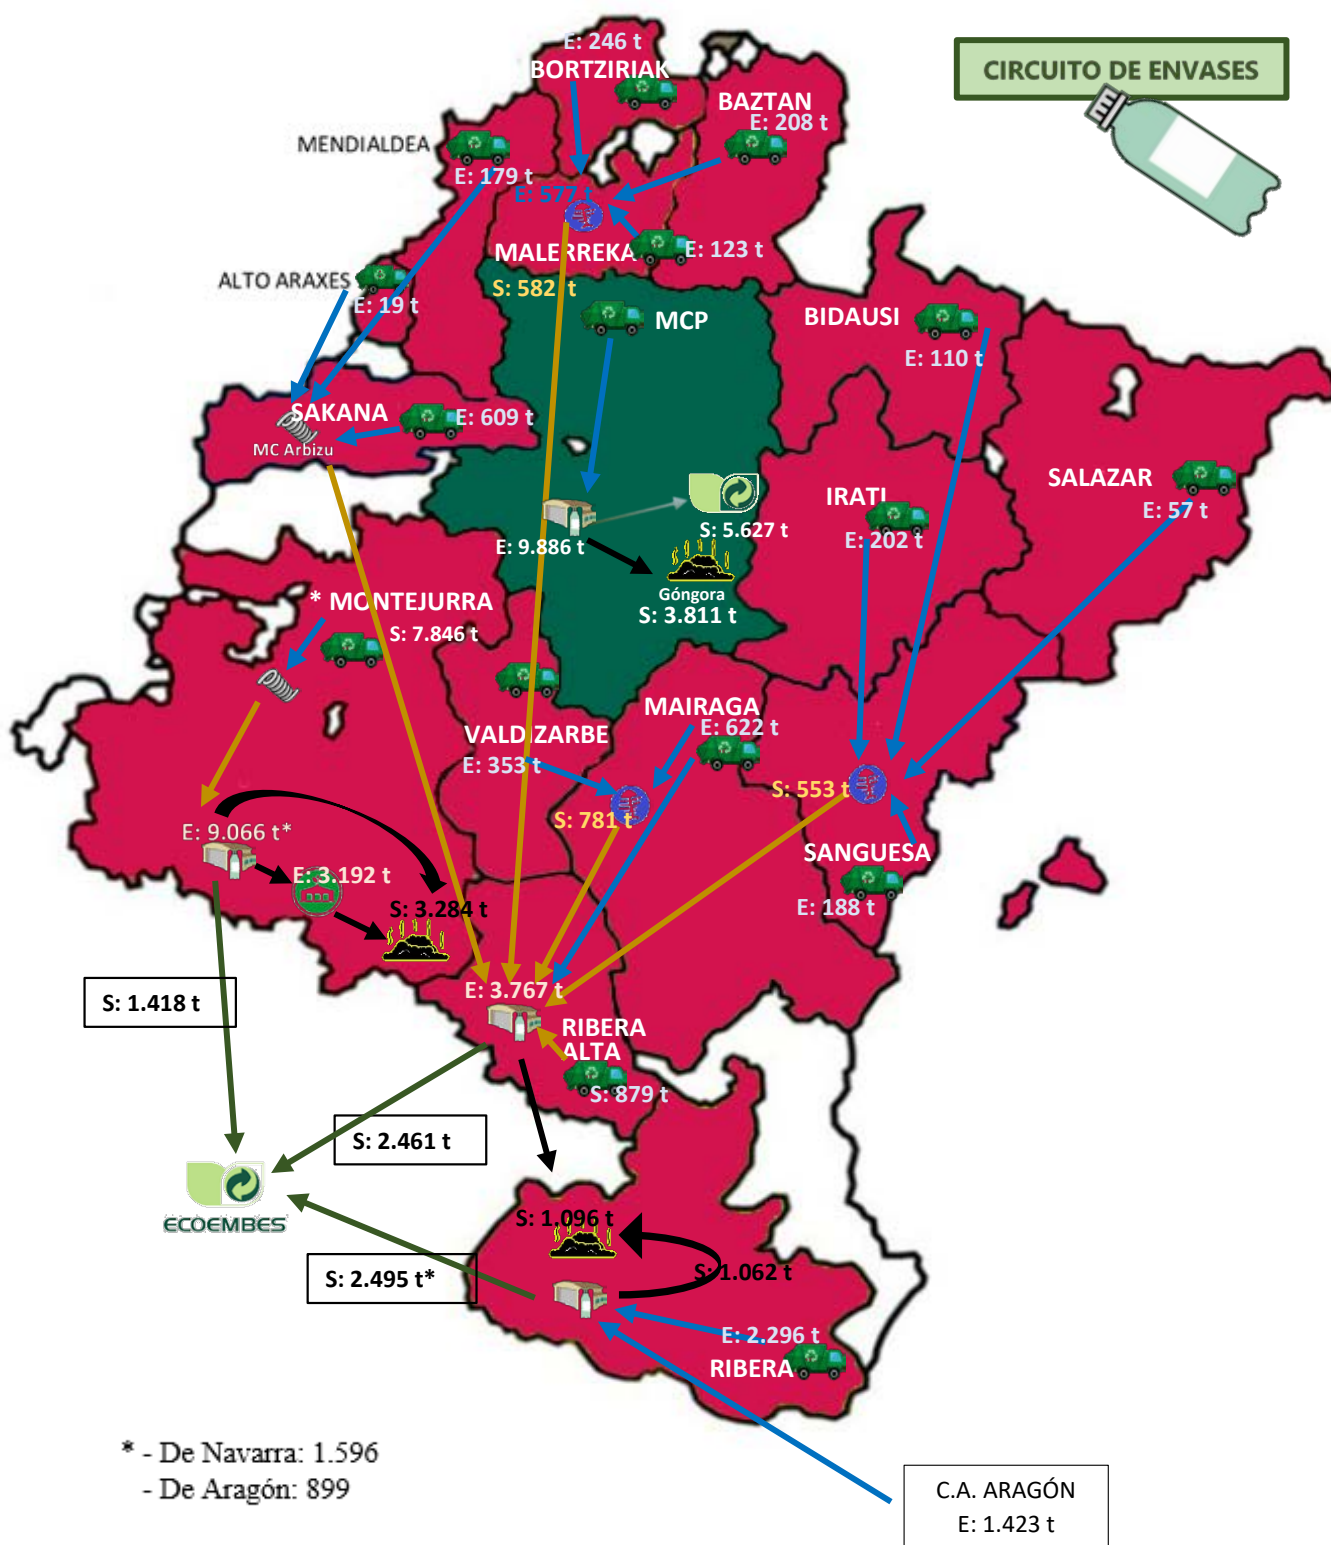 E: 246 t
BORTZIRIAK
CIRCUITO DE ENVASES
BAZTAN
E: 208 t
MENDIALDEA
E: 179 t
E: 577 t
MALERREKA
E: 123 t
ALTO ARAXES
E: 19 t
S: 582 t
MCP
BIDAUSI
E: 110 t
SAKANA
E: 609 t
MC Arbizu
SALAZAR
E: 57 t
IRATI
E: 202 t
S: 5.627 t
E: 9.886 t
Góngora
S: 3.811 t
* MONTEJURRA
S: 7.846 t
MAIRAGA
E: 622 t
VALDIZARBE
E: 353 t
S: 553 t
S: 781 t
E: 9.066 t*
E: 3.192 t
SANGUESA
E: 188 t
S: 3.284 t
S: 1.418 t
E: 3.767 t
RIBERA
ALTA
S: 879 t
S: 2.461 t
ECOEMBES
S: 1.096 t
S: 1.062 t
S: 2.495 t*
E: 2.296 t
RIBERA
* - De Navarra: 1.596
- De Aragón: 899
C.A. ARAGÓN
E: 1.423 t